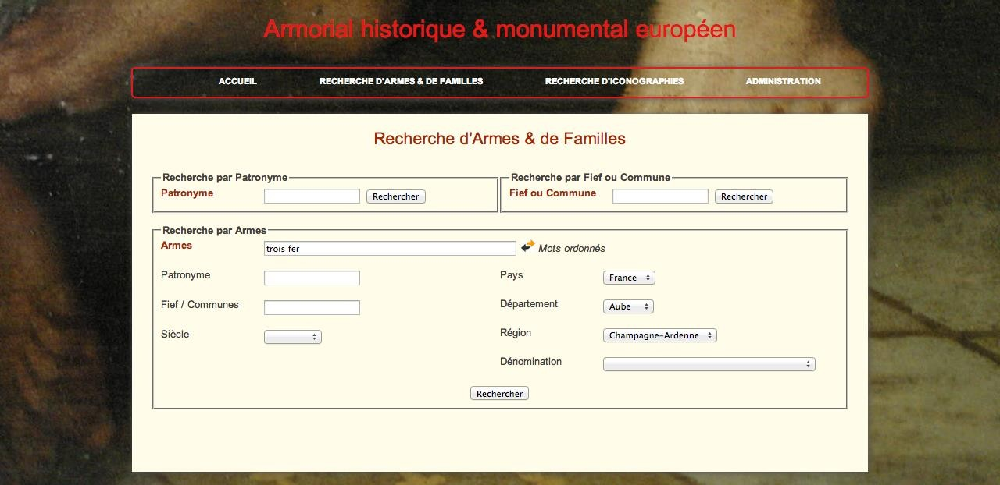 Armorial historique & monumental européen
ACCUEIL RECHERCHE D'ARMES & DE FAMILLES RECHERCHE D'ICONOGRAPHIES ADMINISTRATION
Recherche d'Armes & de Familles
Recherche par Patronyme
Patronyme Rechercher
Recherche par Fief ou Commune
Fief ou Commune Rechercher
Recherche par Armes
Armes trois fer Mots ordonnés
Patronyme Pays France
Fief / Communes Département Aube
Siècle Région Champagne-Ardenne
Dénomination
Rechercher